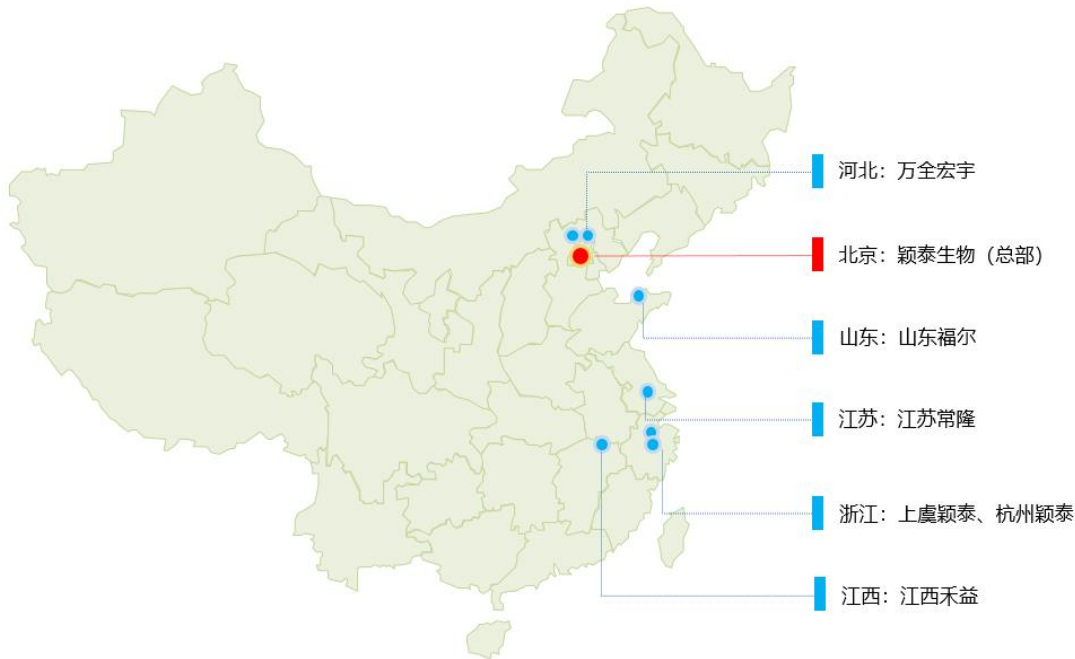 河北：万全宏宇
北京：颖泰生物（总部）
山东：山东福尔
江苏：江苏常隆
浙江：上虞颖泰、杭州颖泰
江西：江西禾益